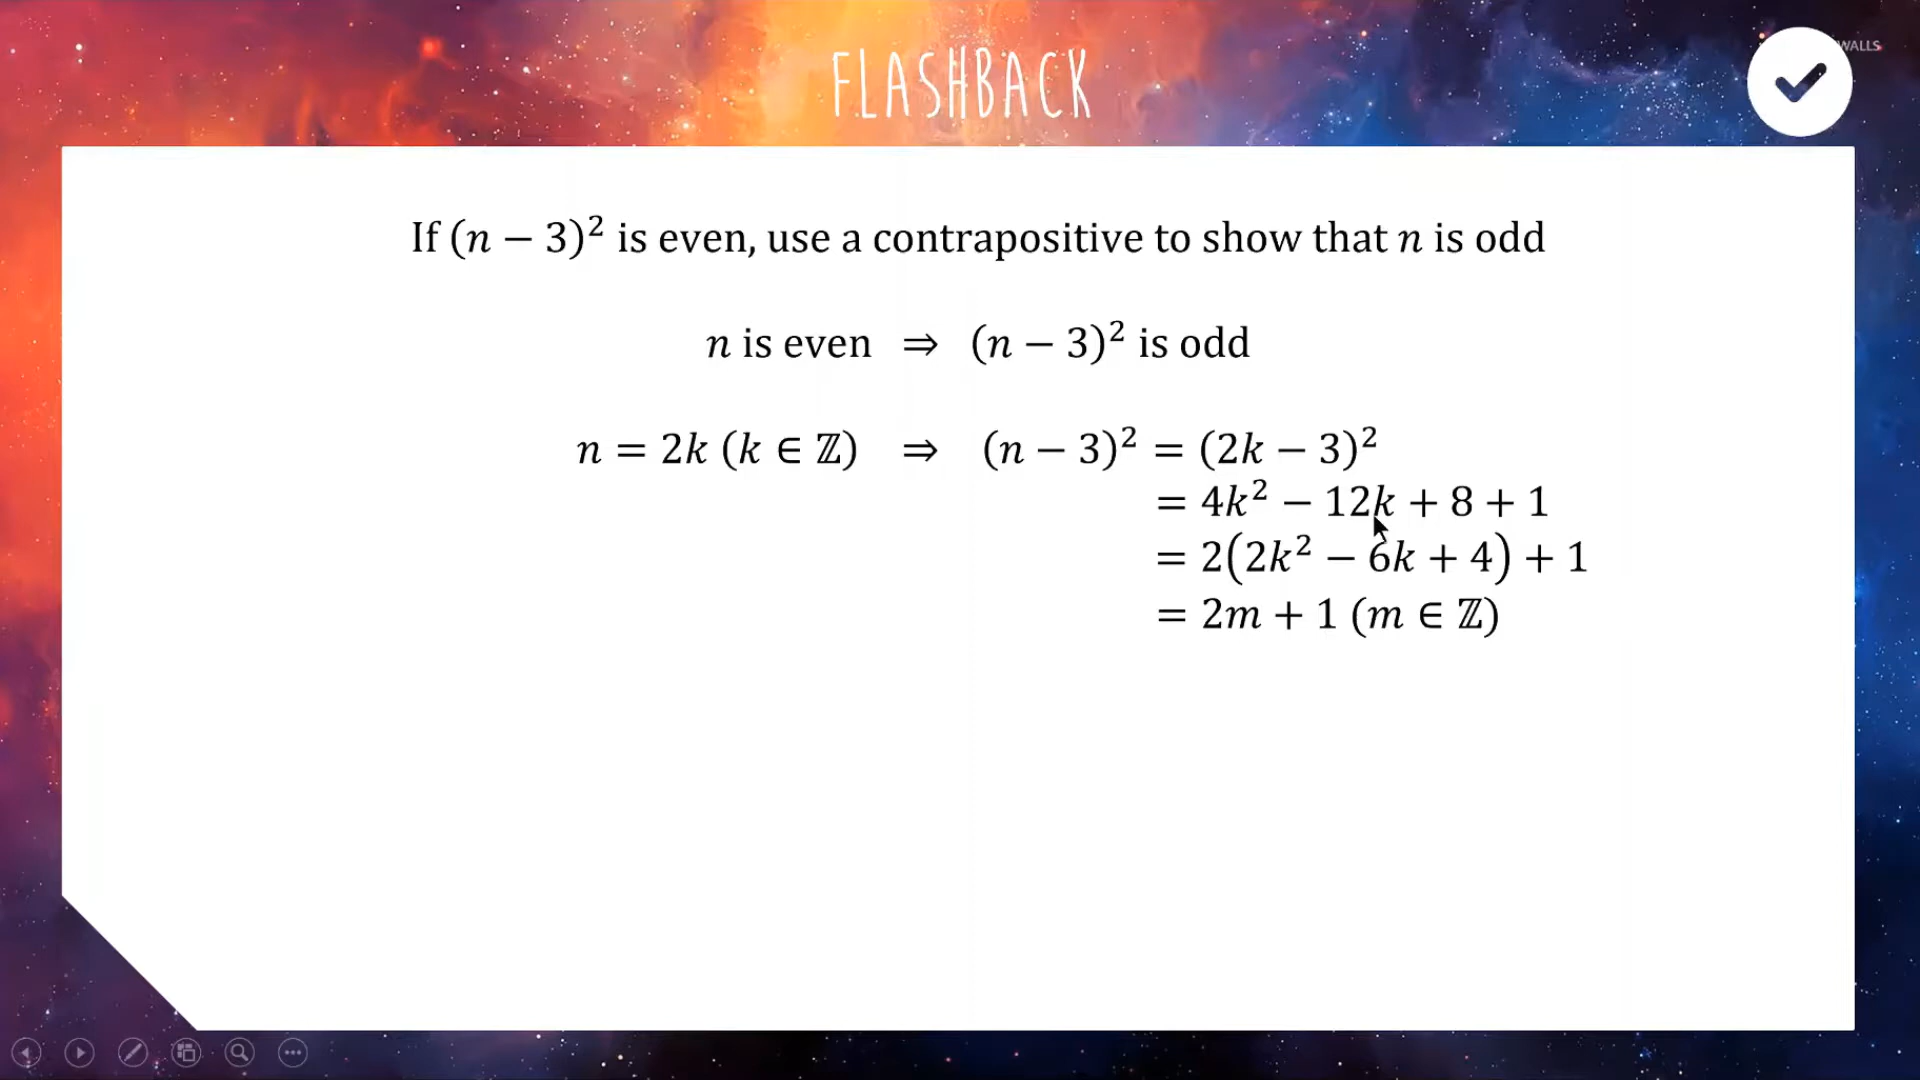 WALLS
FLASHBACK
If (n − 3)² is even, use a contrapositive to show that n is odd
n is even ⇒ (n − 3)² is odd
n = 2k (k ∈ ℤ) ⇒ (n − 3)² = (2k − 3)²
= 4k² − 12k + 8 + 1
= 2(2k² − 6k + 4) + 1
= 2m + 1 (m ∈ ℤ)